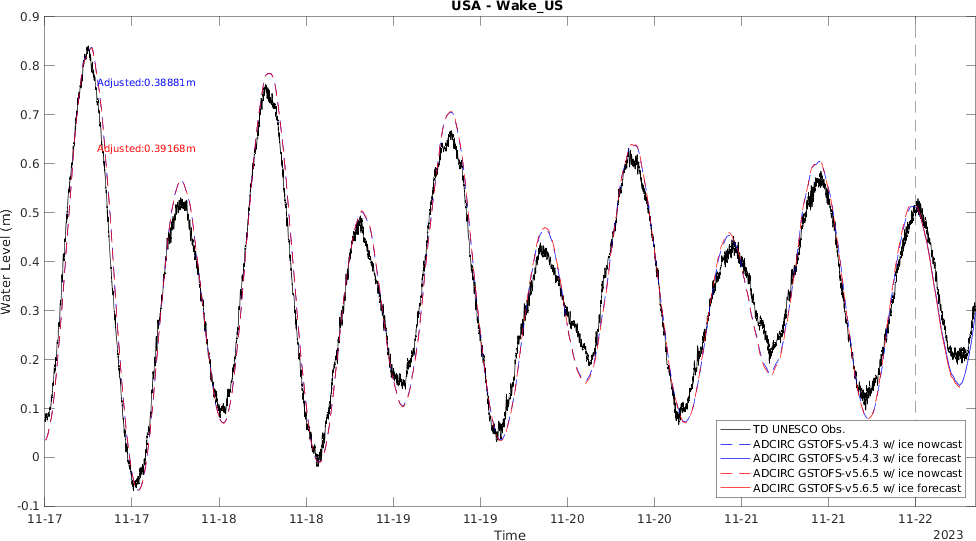 USA - Wake_US
0.9
0.8
0.7
0.6
0.5
0.4
0.3
0.2
0.1
0
-0.1
Water Level (m)
Adjusted:0.38881m
Adjusted:0.39168m
TD UNESCO Obs.
ADCIRC GSTOFS-v5.4.3 w/ ice nowcast
ADCIRC GSTOFS-v5.4.3 w/ ice forecast
ADCIRC GSTOFS-v5.6.5 w/ ice nowcast
ADCIRC GSTOFS-v5.6.5 w/ ice forecast
11-17 11-17 11-18 11-18 11-19 11-19 11-20 11-20 11-21 11-21 11-22
Time
2023